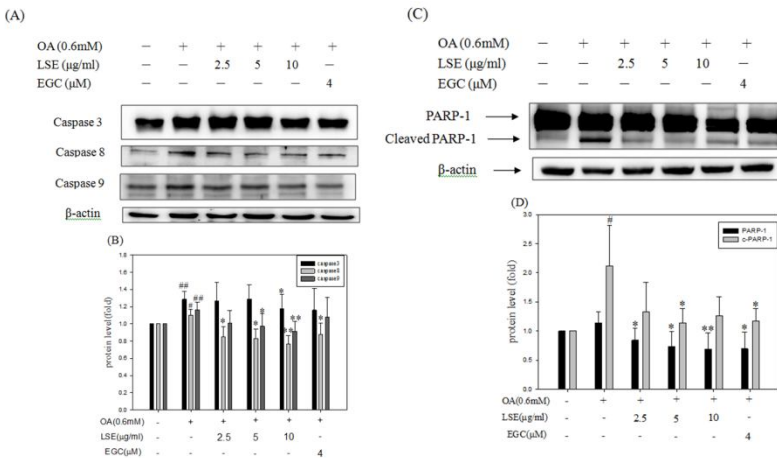 (A)
OA (0.6mM) — + + + + +
LSE (µg/ml) — — 2.5 5 10 —
EGC (µM) — — — — — 4
Caspase 3
Caspase 8
Caspase 9
β-actin
(B)
caspase3
caspase8
caspase9
protein level(fold)
1.8
1.6
1.4
1.2
1.0
0.8
0.6
0.4
0.2
0.0
## # ##
* #
* *
* ** **
*
OA(0.6mM) - + + + + +
LSE(µg/ml) - - 2.5 5 10 -
EGC(µM) - - - - - 4
(C)
OA (0.6mM) — + + + + +
LSE (µg/ml) — — 2.5 5 10 —
EGC (µM) — — — — — 4
PARP-1
Cleaved PARP-1
β-actin
(D)
PARP-1
c-PARP-1
protein level (fold)
3.0
2.5
2.0
1.5
1.0
0.5
0.0
#
* * * ** * *
OA(0.6mM) - + + + + +
LSE(µg/ml) - - 2.5 5 10 -
EGC(µM) - - - - - 4